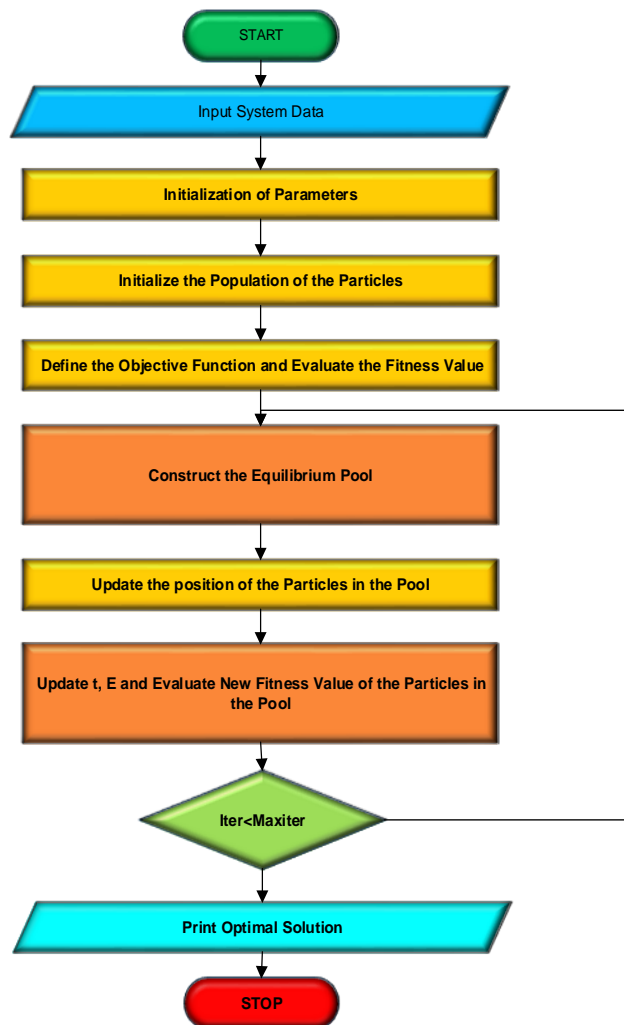 START
Input System Data
Initialization of Parameters
Initialize the Population of the Particles
Define the Objective Function and Evaluate the Fitness Value
Construct the Equilibrium Pool
Update the position of the Particles in the Pool
Update t, E and Evaluate New Fitness Value of the Particles in
the Pool
Iter<Maxiter
Print Optimal Solution
STOP